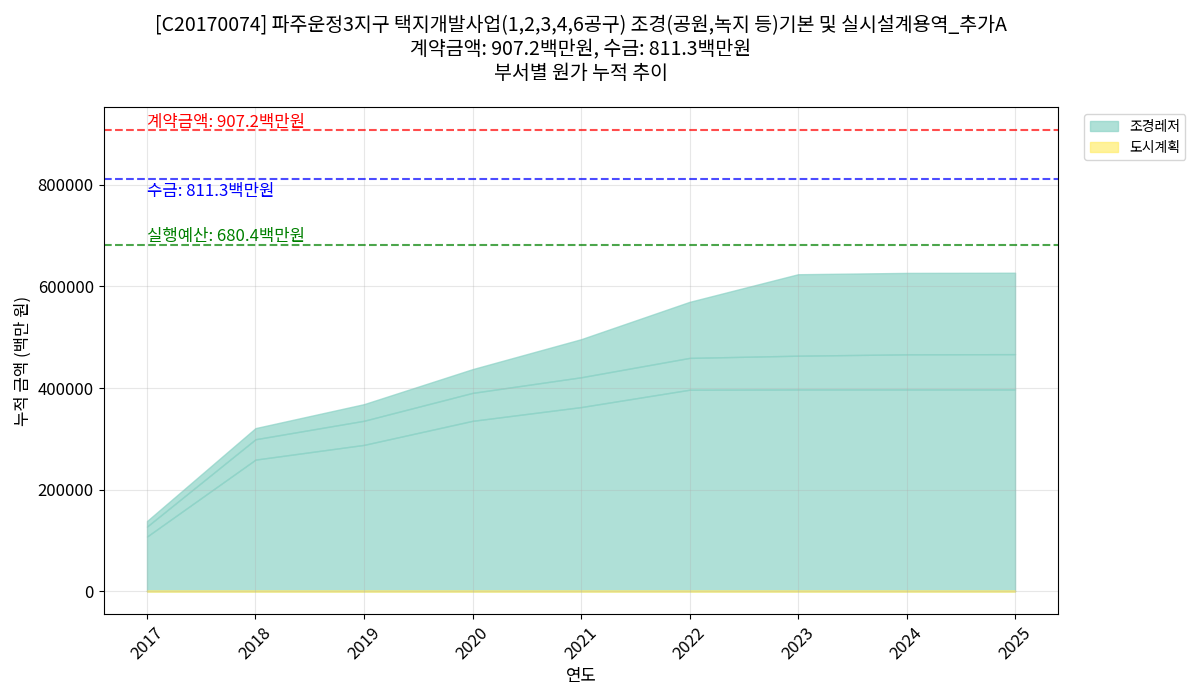 [C20170074] 파주운정3지구 택지개발사업(1,2,3,4,6공구) 조경(공원,녹지 등)기본 및 실시설계용역_추가A
계약금액: 907.2백만원, 수금: 811.3백만원
부서별 원가 누적 추이
계약금액: 907.2백만원
수금: 811.3백만원
실행예산: 680.4백만원
조경레저
도시계획
누적 금액 (백만 원)
800000
600000
400000
200000
0
2017
2018
2019
2020
2021
2022
2023
2024
2025
연도